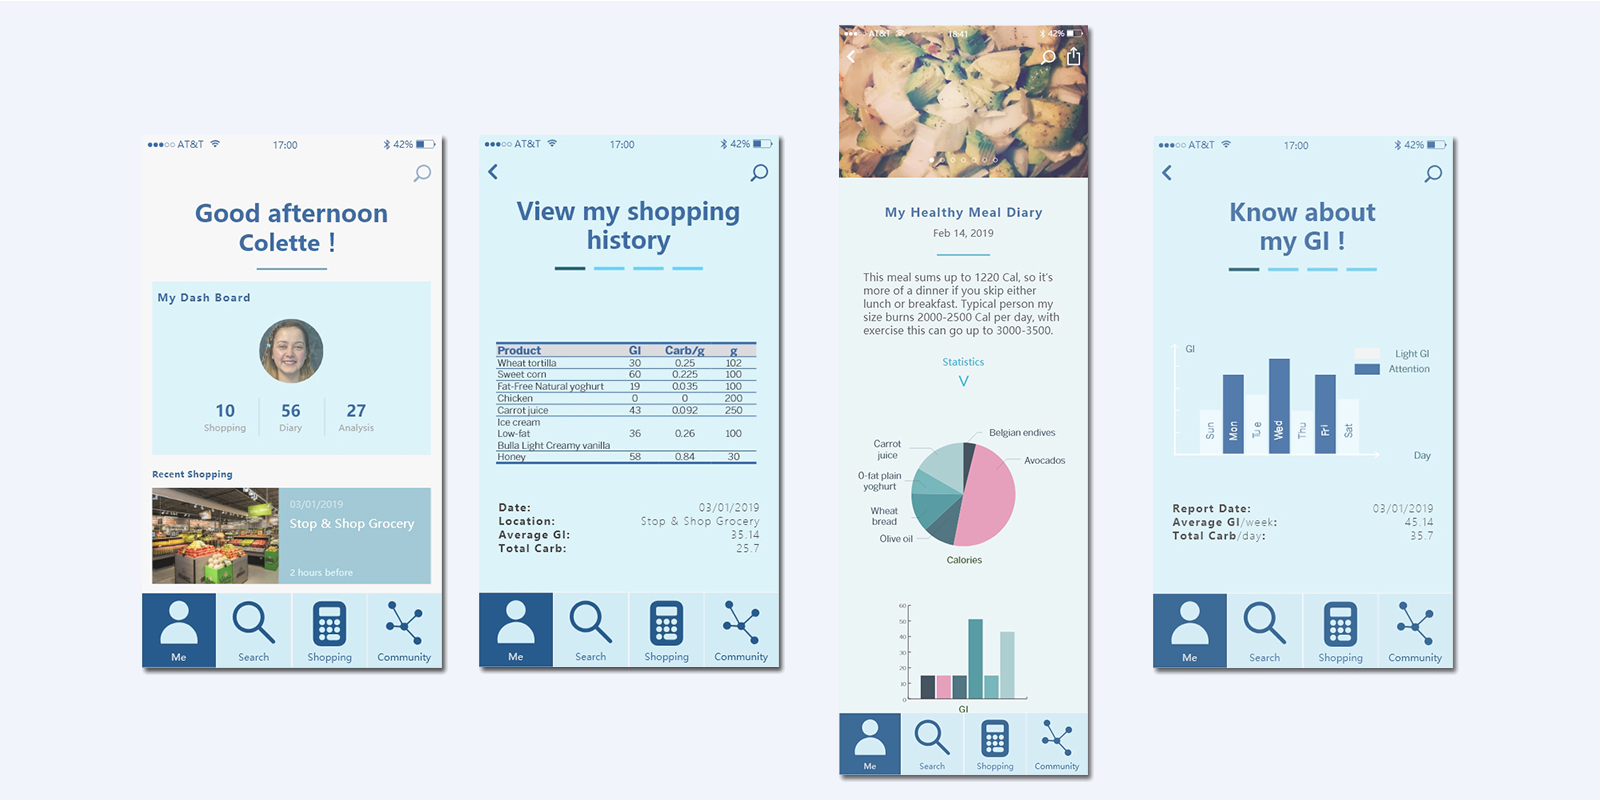 AT&T 17:00 42%
Good afternoon
Colette !
My Dash Board
10 56 27
Shopping Diary Analysis
Recent Shopping
03/01/2019
Stop & Shop Grocery
2 hours before
Me Search Shopping Community
AT&T 17:00 42%
View my shopping
history
Product GI Carb/g g
Wheat tortilla 30 0.25 102
Sweet corn 60 0.225 100
Fat-Free Natural yoghurt 19 0.035 100
Chicken 0 0 200
Carrot juice 43 0.092 250
Ice cream
Low-fat 36 0.26 100
Bulla Light Creamy vanilla
Honey 58 0.84 30
Date: 03/01/2019
Location: Stop & Shop Grocery
Average GI: 35.14
Total Carb: 25.7
Me Search Shopping Community
AT&T 18:41 42%
My Healthy Meal Diary
Feb 14, 2019
This meal sums up to 1220 Cal, so it's
more of a dinner if you skip either
lunch or breakfast. Typical person my
size burns 2000-2500 Cal per day, with
exercise this can go up to 3000-3500.
Statistics
Belgian endives
Carrot
juice
Avocados
0-fat plain
yoghurt
Wheat
bread
Olive oil
Calories
60
50
40
30
20
10
0
GI
Me Search Shopping Community
AT&T 17:00 42%
Know about
my GI !
GI
Light GI
Attention
Sun Mon Tue Wed Thu Fri Sat
Day
Report Date: 03/01/2019
Average GI/week: 45.14
Total Carb/day: 35.7
Me Search Shopping Community